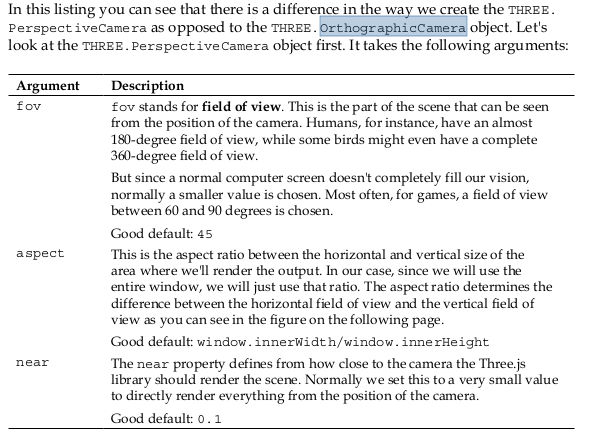 In this listing you can see that there is a difference in the way we create the THREE.
PerspectiveCamera as opposed to the THREE.OrthographicCamera object. Let's
look at the THREE.PerspectiveCamera object first. It takes the following arguments:
Argument Description
fov fov stands for field of view. This is the part of the scene that can be seen
from the position of the camera. Humans, for instance, have an almost
180-degree field of view, while some birds might even have a complete
360-degree field of view.
But since a normal computer screen doesn't completely fill our vision,
normally a smaller value is chosen. Most often, for games, a field of view
between 60 and 90 degrees is chosen.
Good default: 45
aspect This is the aspect ratio between the horizontal and vertical size of the
area where we'll render the output. In our case, since we will use the
entire window, we will just use that ratio. The aspect ratio determines the
difference between the horizontal field of view and the vertical field of
view as you can see in the figure on the following page.
Good default: window.innerWidth/window.innerHeight
near The near property defines from how close to the camera the Three.js
library should render the scene. Normally we set this to a very small value
to directly render everything from the position of the camera.
Good default: 0.1